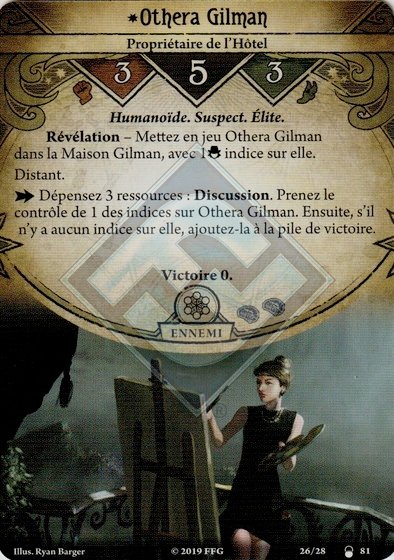 Othera Gilman
Propriétaire de l'Hôtel
3 5 3
Humanoïde. Suspect. Élite.
Révélation – Mettez en jeu Othera Gilman
dans la Maison Gilman, avec 1 indice sur elle.
Distant.
Dépensez 3 ressources : Discussion. Prenez le
contrôle de 1 des indices sur Othera Gilman. Ensuite, s'il
n'y a aucun indice sur elle, ajoutez-la à la pile de victoire.
Victoire 0.
ENNEMI
Illus. Ryan Barger © 2019 FFG 26/28 81